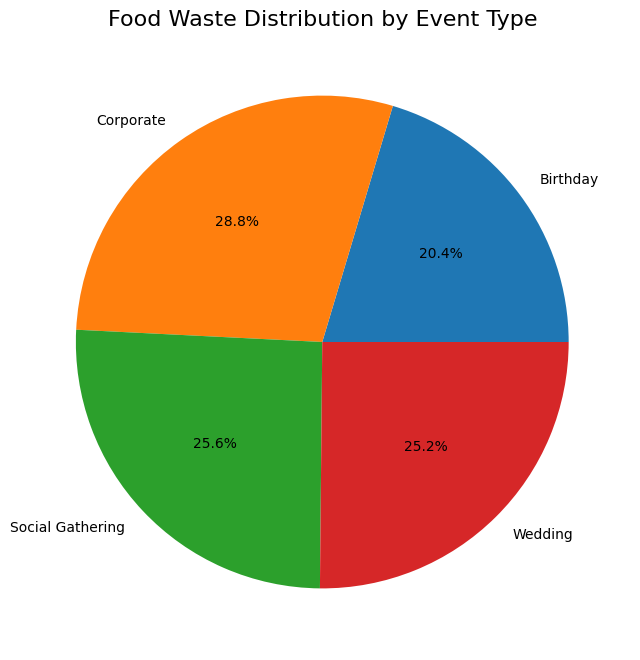 Food Waste Distribution by Event Type
Corporate
Birthday
28.8%
20.4%
25.6%
25.2%
Social Gathering
Wedding